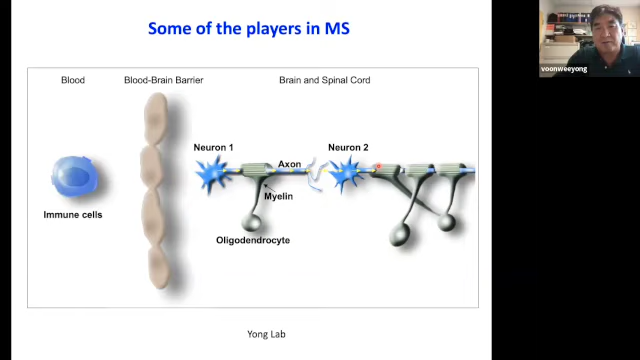 Some of the players in MS
Blood
Blood-Brain Barrier
Brain and Spinal Cord
Neuron 1
Axon
Neuron 2
Myelin
Immune cells
Oligodendrocyte
Yong Lab
voonweeyong